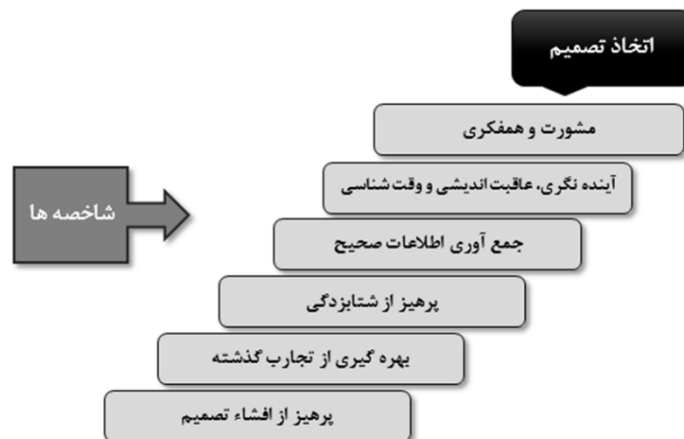 اتخاذ تصمیم
مشورت و همفکری
آینده نگری، عاقبت اندیشی و وقت شناسی
شاخصه ها
جمع آوری اطلاعات صحیح
پرهیز از شتابزدگی
بهره گیری از تجارب گذشته
پرهیز از افشاء تصمیم